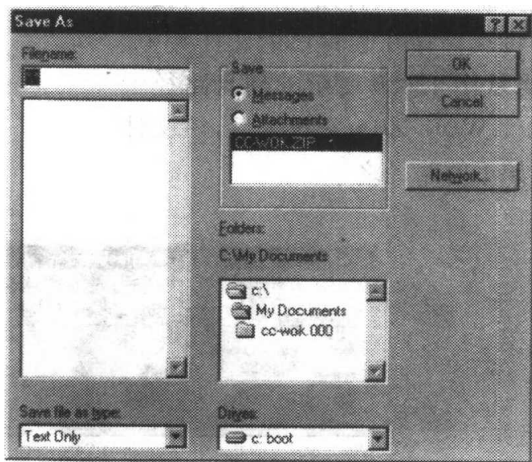 Save As
Filename:
Save
Messages
Attachments
CC-WOK.ZIP
OK
Cancel
Network...
Folders:
C:\My Documents
c:\
My Documents
cc-wok.000
Save file as type:
Text Only
Drives:
c: boot